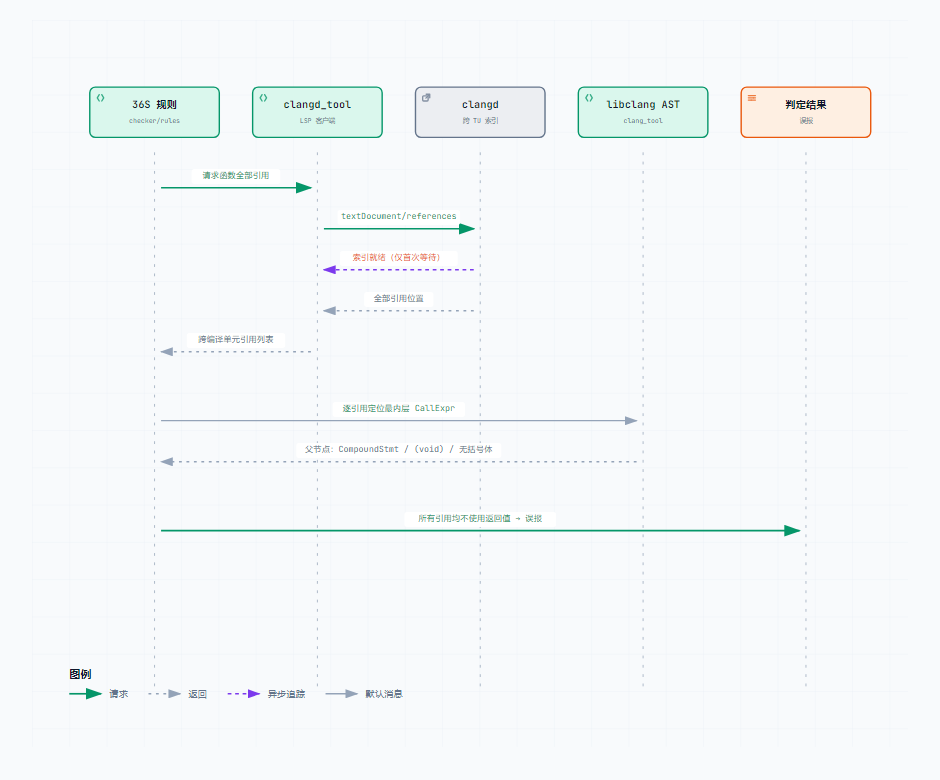 36S 规则
checker/rules
clangd_tool
LSP 客户端
clangd
跨 TU 索引
libclang AST
clang_tool
判定结果
误报
请求函数全部引用
textDocument/references
索引就绪（仅首次等待）
全部引用位置
跨编译单元引用列表
逐引用定位最内层 CallExpr
父节点: CompoundStmt / (void) / 无括号体
所有引用均不使用返回值 → 误报
图例
请求
返回
异步追踪
默认消息